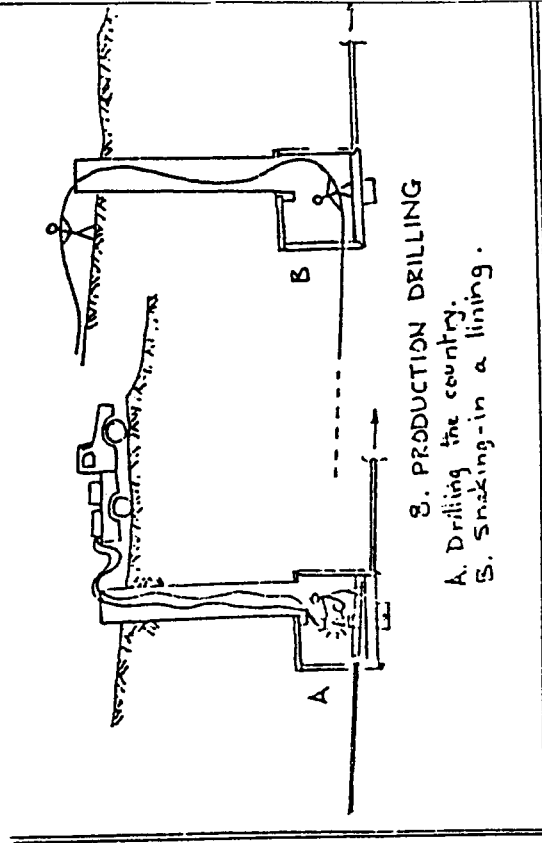 A
B
8. PRODUCTION DRILLING
A. Drilling the country.
B. Snaking-in a lining.